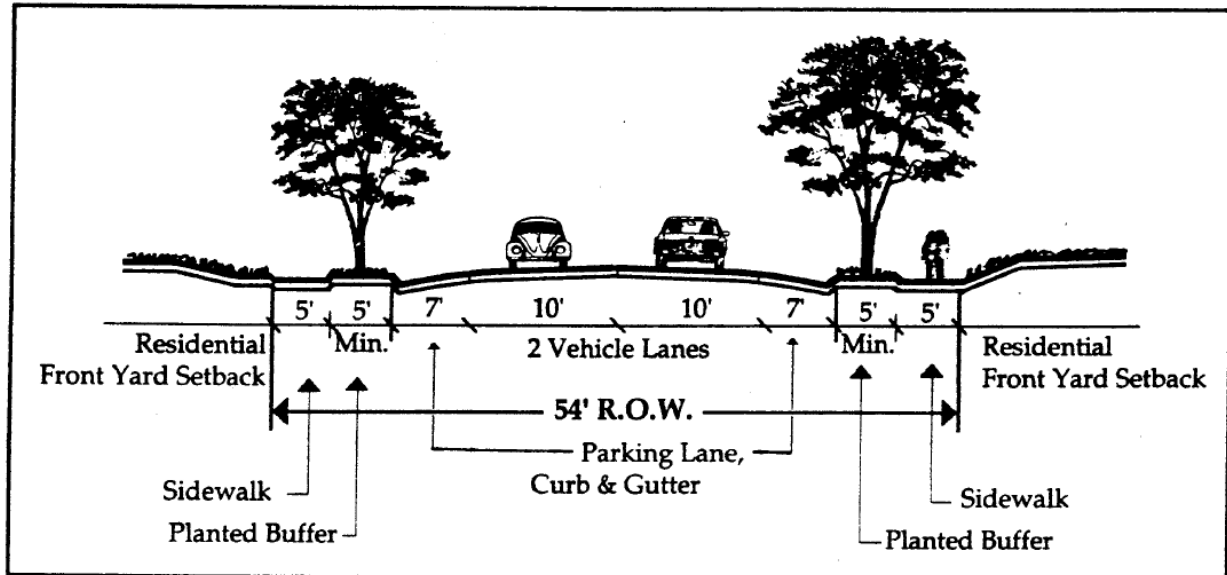 5' 5' 7' 10' 10' 7' 5' 5'
Residential Min. 2 Vehicle Lanes Min. Residential
Front Yard Setback Front Yard Setback
54' R.O.W.
Parking Lane,
Curb & Gutter
Sidewalk Sidewalk
Planted Buffer Planted Buffer